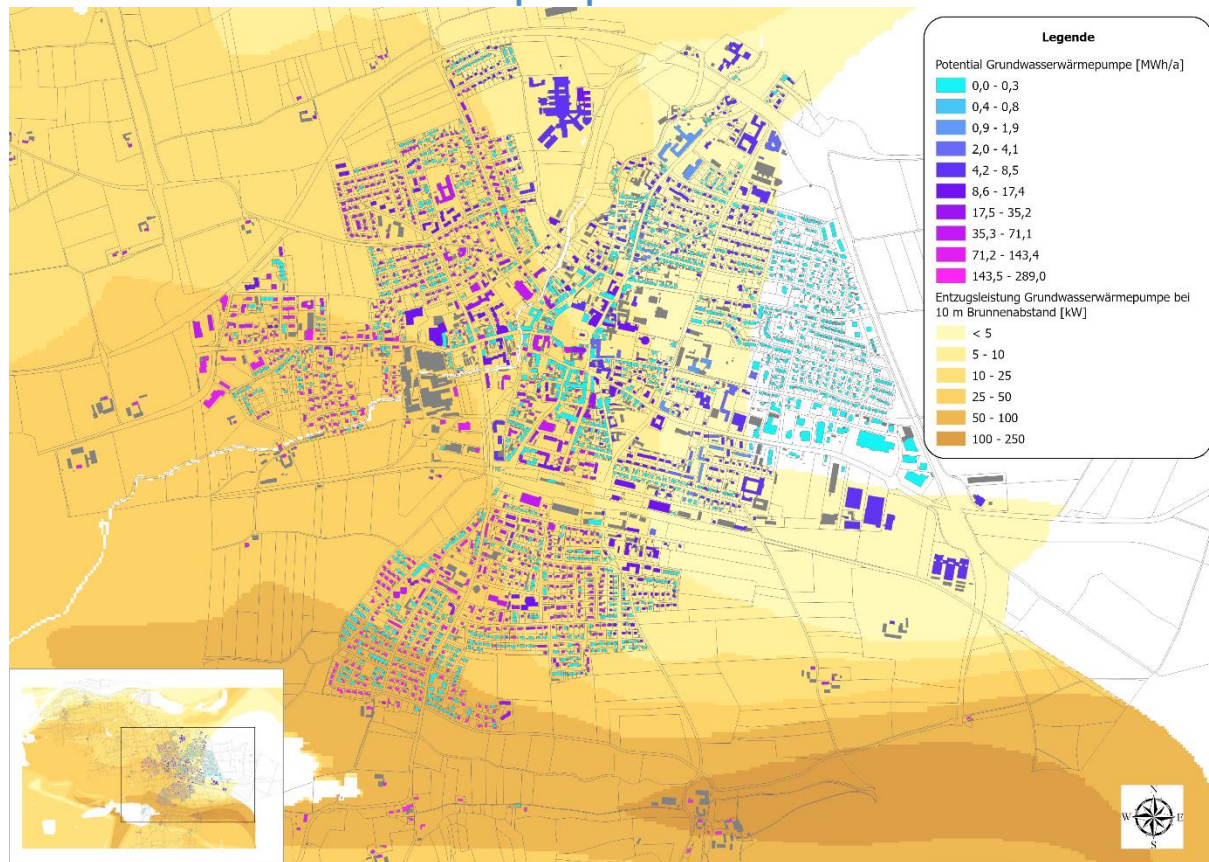 Legende
Potential Grundwasserwärmepumpe [MWh/a]
0,0 - 0,3
0,4 - 0,8
0,9 - 1,9
2,0 - 4,1
4,2 - 8,5
8,6 - 17,4
17,5 - 35,2
35,3 - 71,1
71,2 - 143,4
143,5 - 289,0
Entzugsleistung Grundwasserwärmepumpe bei
10 m Brunnenabstand [kW]
< 5
5 - 10
10 - 25
25 - 50
50 - 100
100 - 250
N
W
E
S